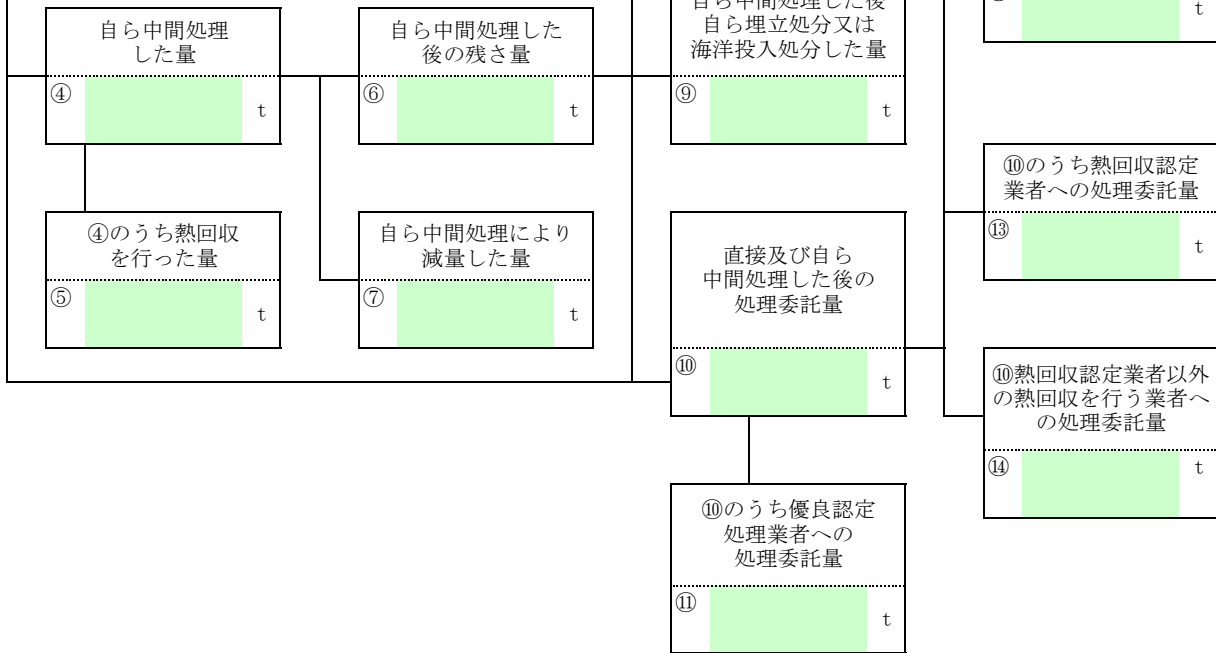 自ら中間処理
した量
④
t
自ら中間処理した
後の残さ量
⑥
t
自ら中間処理した後
自ら埋立処分又は
海洋投入処分した量
⑨
t
t
④のうち熱回収
を行った量
⑤
t
自ら中間処理により
減量した量
⑦
t
直接及び自ら
中間処理した後の
処理委託量
⑩
t
⑩のうち熱回収認定
業者への処理委託量
⑬
t
⑩熱回収認定業者以外
の熱回収を行う業者へ
の処理委託量
⑭
t
⑩のうち優良認定
処理業者への
処理委託量
⑪
t